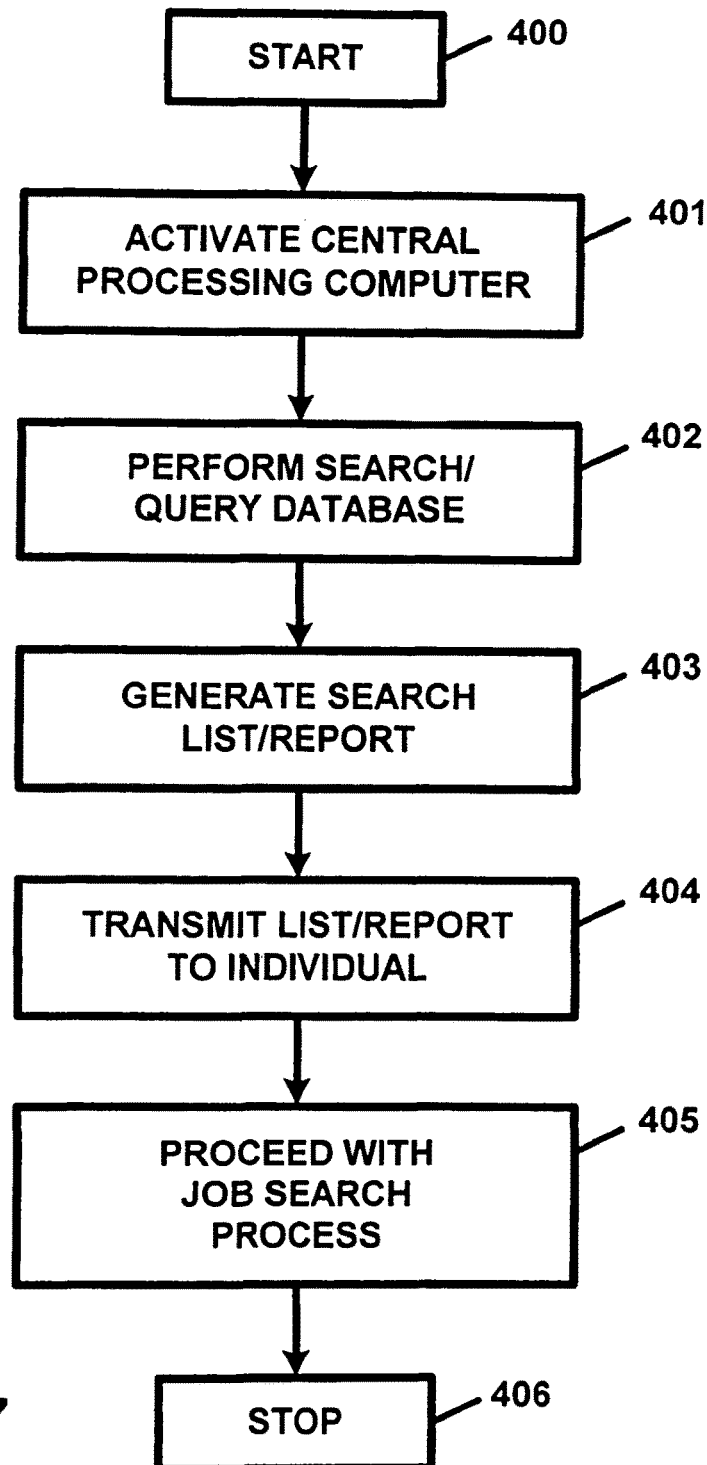 START
400
ACTIVATE CENTRAL
PROCESSING COMPUTER
401
PERFORM SEARCH/
QUERY DATABASE
402
GENERATE SEARCH
LIST/REPORT
403
TRANSMIT LIST/REPORT
TO INDIVIDUAL
404
PROCEED WITH
JOB SEARCH
PROCESS
405
STOP
406